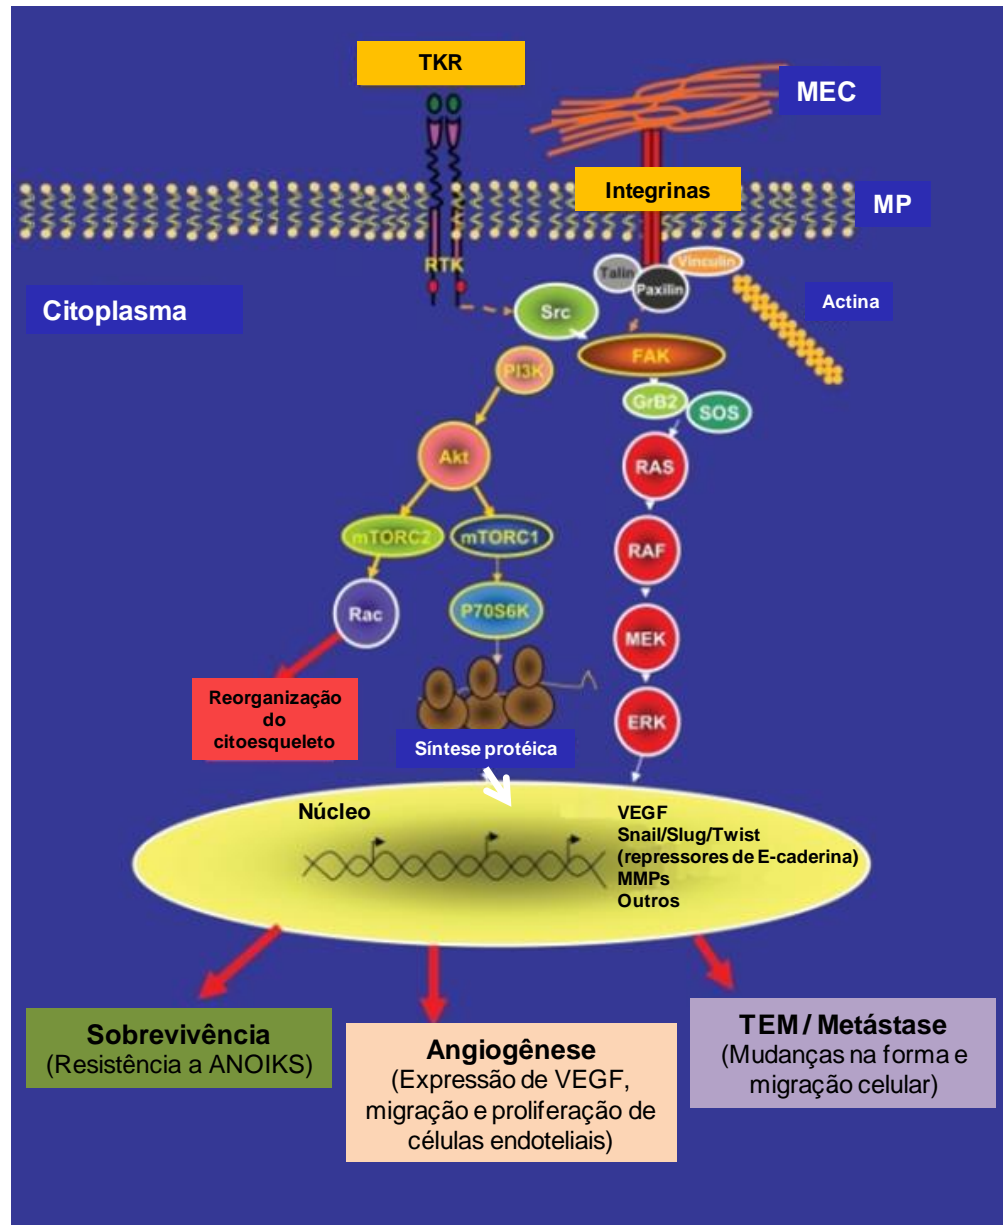 TKR
MEC
Integrinas
MP
RTK
Talin
Vinculin
Paxilin
Citoplasma
Src
Actina
FAK
PI3K
GrB2
SOS
Akt
RAS
mTORC2
mTORC1
RAF
Rac
P70S6K
MEK
Reorganização
do
citoesqueleto
ERK
Síntese protéica
Núcleo
VEGF
Snail/Slug/Twist
(repressores de E-caderina)
MMPs
Outros
Sobrevivência
(Resistência a ANOIKS)
Angiogênese
(Expressão de VEGF,
migração e proliferação de
células endoteliais)
TEM / Metástase
(Mudanças na forma e
migração celular)